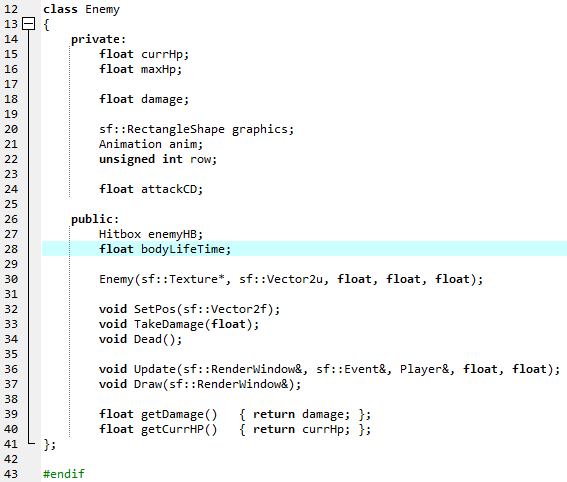 12 class Enemy
13 {
14 private:
15 float currHp;
16 float maxHp;
17
18 float damage;
19
20 sf::RectangleShape graphics;
21 Animation anim;
22 unsigned int row;
23
24 float attackCD;
25
26 public:
27 Hitbox enemyHB;
28 float bodyLifeTime;
29
30 Enemy(sf::Texture*, sf::Vector2u, float, float, float);
31
32 void SetPos(sf::Vector2f);
33 void TakeDamage(float);
34 void Dead();
35
36 void Update(sf::RenderWindow&, sf::Event&, Player&, float, float);
37 void Draw(sf::RenderWindow&);
38
39 float getDamage() { return damage; };
40 float getCurrHP() { return currHp; };
41 };
42
43 #endif